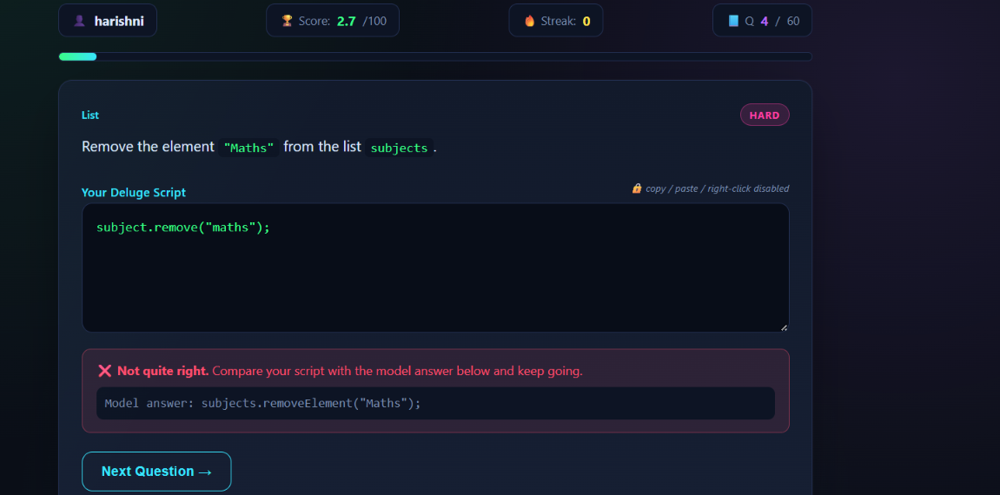 harishni
Score: 2.7 /100
Streak: 0
Q 4 / 60
List
HARD
Remove the element "Maths" from the list subjects.
Your Deluge Script
copy / paste / right-click disabled
subject.remove("maths");
Not quite right. Compare your script with the model answer below and keep going.
Model answer: subjects.removeElement("Maths");
Next Question →